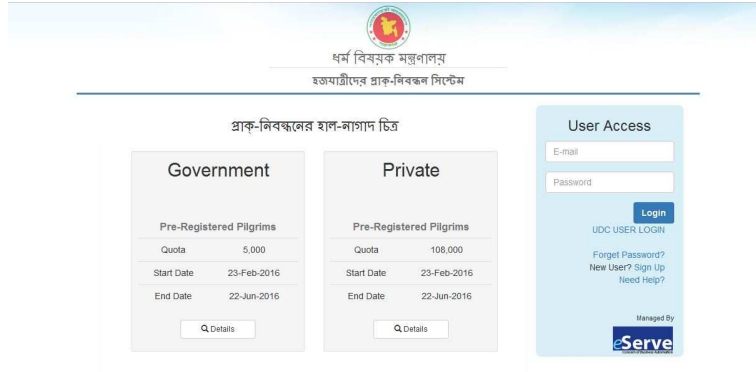 ধর্ম বিষয়ক মন্ত্রণালয়
হজযাত্রীদের প্রাক-নিবন্ধন সিস্টেম
প্রাক-নিবন্ধনের হাল-নাগাদ চিত্র
Government
Pre-Registered Pilgrims
Quota 5,000
Start Date 23-Feb-2016
End Date 22-Jun-2016
Details
Private
Pre-Registered Pilgrims
Quota 108,000
Start Date 23-Feb-2016
End Date 22-Jun-2016
Details
User Access
E-mail
Password
Login
UDC USER LOGIN
Forget Password?
New User? Sign Up
Need Help?
Managed By
eServe